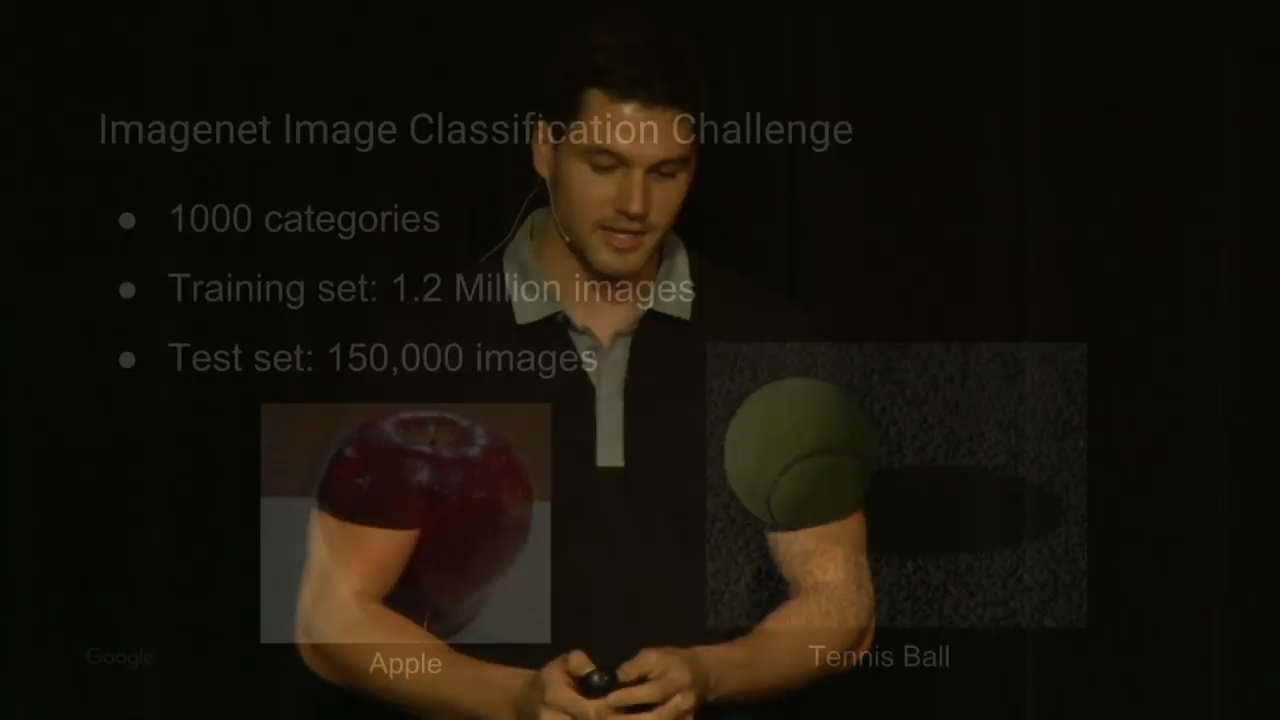 Imagenet Image Classification Challenge
● 1000 categories
● Training set: 1.2 Million images
● Test set: 150,000 images
Apple
Tennis Ball
Google